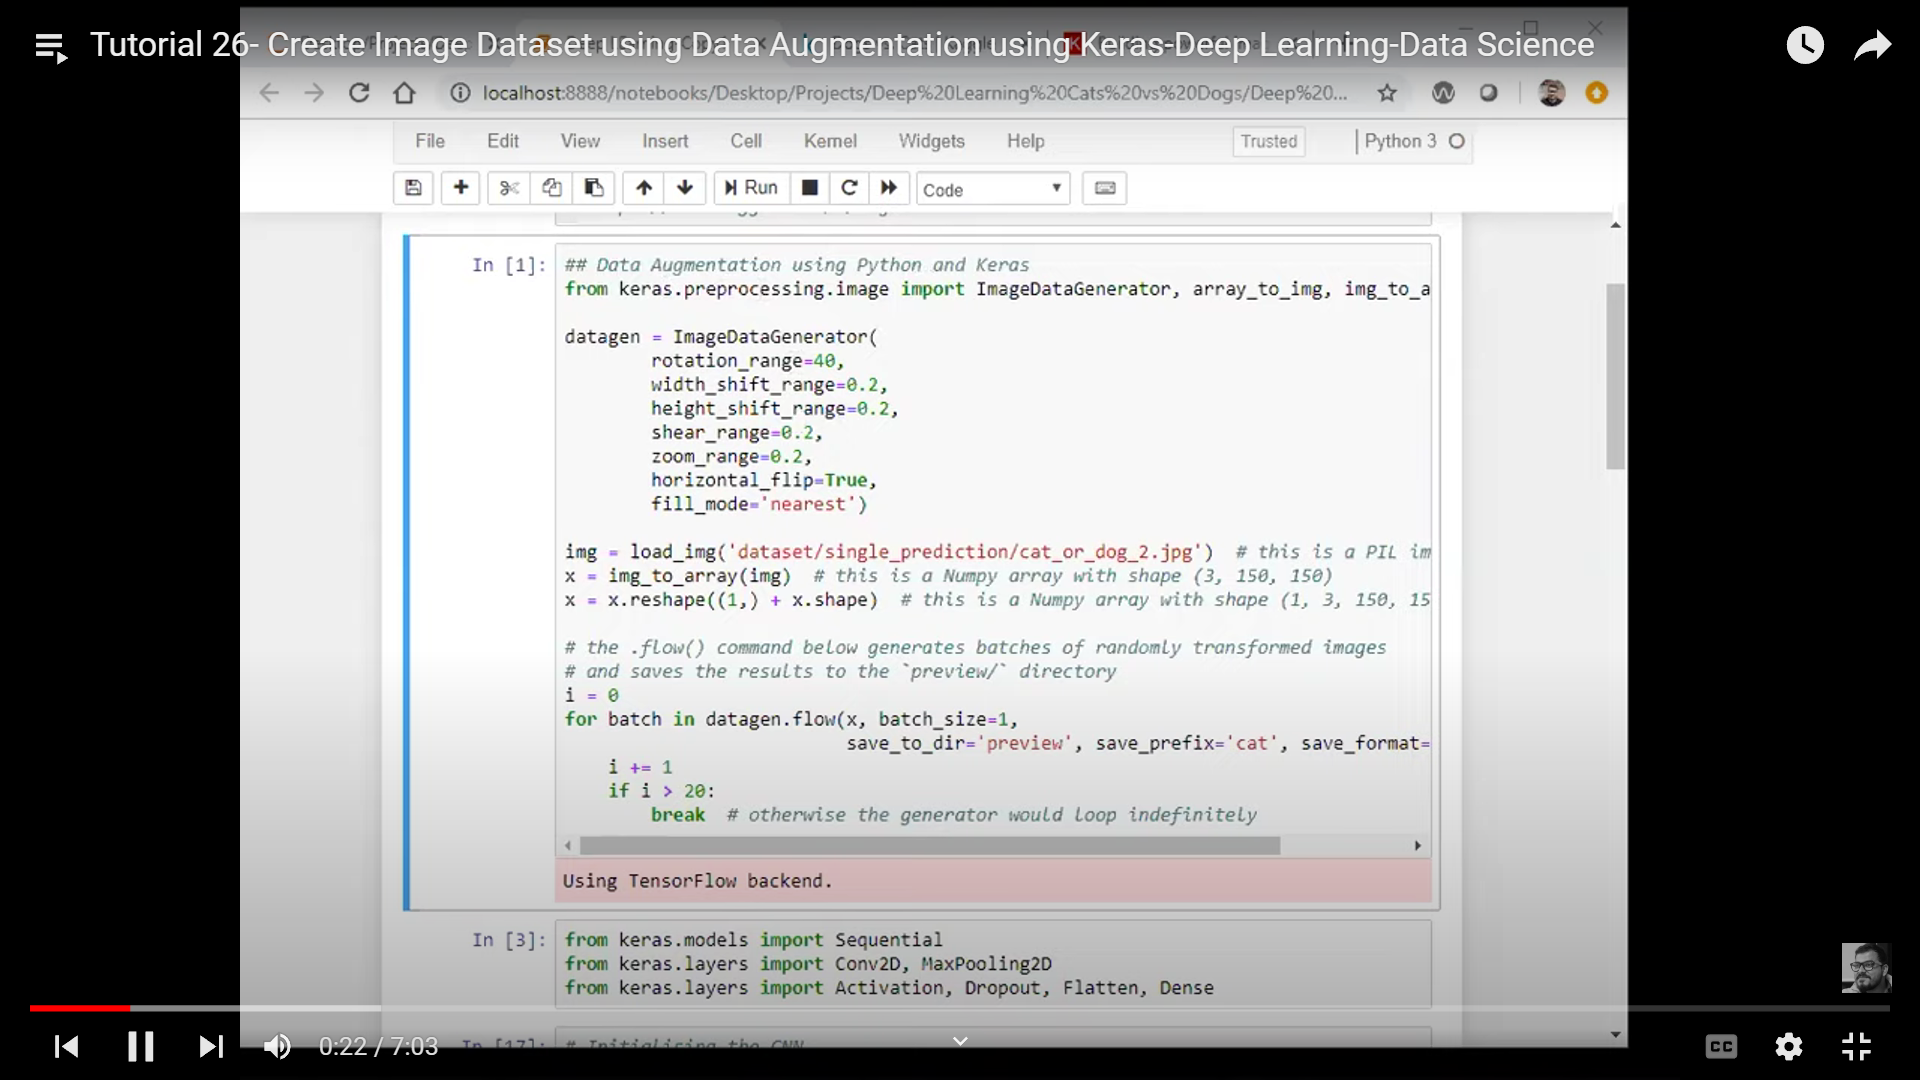 Tutorial 26- Create Image Dataset using Data Augmentation using Keras-Deep Learning-Data Science
localhost:8888/notebooks/Desktop/Projects/Deep%20Learning%20Cats%20vs%20Dogs/Deep%20...
File Edit View Insert Cell Kernel Widgets Help Trusted Python 3
Run Code
In [1]:
## Data Augmentation using Python and Keras
from keras.preprocessing.image import ImageDataGenerator, array_to_img, img_to_a
datagen = ImageDataGenerator(
rotation_range=40,
width_shift_range=0.2,
height_shift_range=0.2,
shear_range=0.2,
zoom_range=0.2,
horizontal_flip=True,
fill_mode='nearest')
img = load_img('dataset/single_prediction/cat_or_dog_2.jpg')  # this is a PIL im
x = img_to_array(img)  # this is a Numpy array with shape (3, 150, 150)
x = x.reshape((1,) + x.shape)  # this is a Numpy array with shape (1, 3, 150, 15
# the .flow() command below generates batches of randomly transformed images
# and saves the results to the `preview/` directory
i = 0
for batch in datagen.flow(x, batch_size=1,
save_to_dir='preview', save_prefix='cat', save_format=
i += 1
if i > 20:
break  # otherwise the generator would loop indefinitely
Using TensorFlow backend.
In [3]:
from keras.models import Sequential
from keras.layers import Conv2D, MaxPooling2D
from keras.layers import Activation, Dropout, Flatten, Dense
In [17]: # Initialising the CNN
0:22 / 7:03
CC